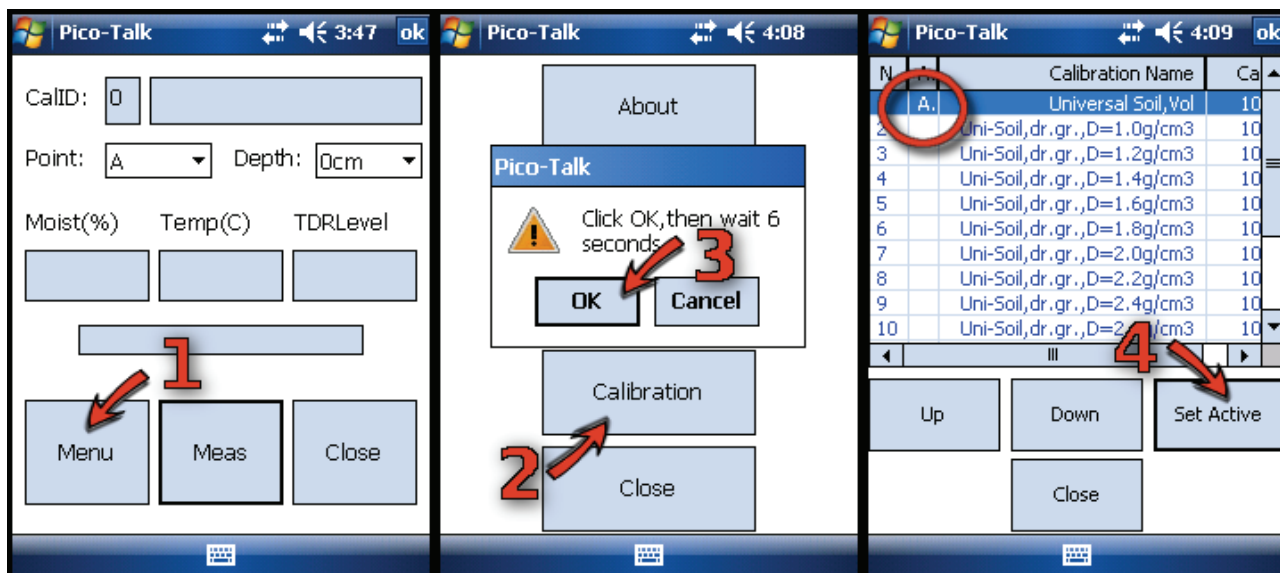 Pico-Talk 3:47 ok
CalID: 0
Point: A Depth: 0cm
Moist(%) Temp(C) TDRLevel
1
Menu Meas Close
Pico-Talk 4:08
About
Pico-Talk
Click OK,then wait 6
seconds
3
OK Cancel
Calibration
2
Close
Pico-Talk 4:09 ok
N A. Calibration Name Ca
A. Universal Soil,Vol 10
2 Uni-Soil,dr.gr.,D=1.0g/cm3 10
3 Uni-Soil,dr.gr.,D=1.2g/cm3 10
4 Uni-Soil,dr.gr.,D=1.4g/cm3 10
5 Uni-Soil,dr.gr.,D=1.6g/cm3 10
6 Uni-Soil,dr.gr.,D=1.8g/cm3 10
7 Uni-Soil,dr.gr.,D=2.0g/cm3 10
8 Uni-Soil,dr.gr.,D=2.2g/cm3 10
9 Uni-Soil,dr.gr.,D=2.4g/cm3 10
10 Uni-Soil,dr.gr. 10
4
Up Down Set Active
Close